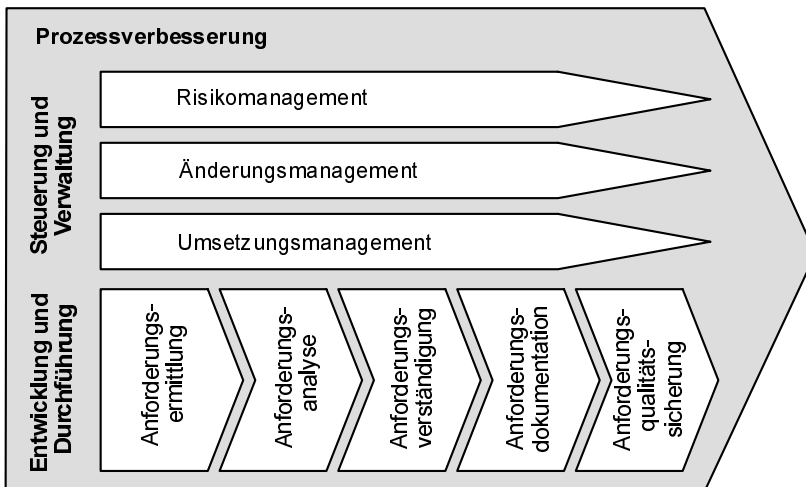 Prozessverbesserung
Steuerung und
Verwaltung
Risikomanagement
Änderungsmanagement
Umsetzungsmanagement
Entwicklung und
Durchführung
Anforderungs-
ermittlung
Anforderungs-
analyse
Anforderungs-
verständigung
Anforderungs-
dokumentation
Anforderungs-
qualitäts-
sicherung